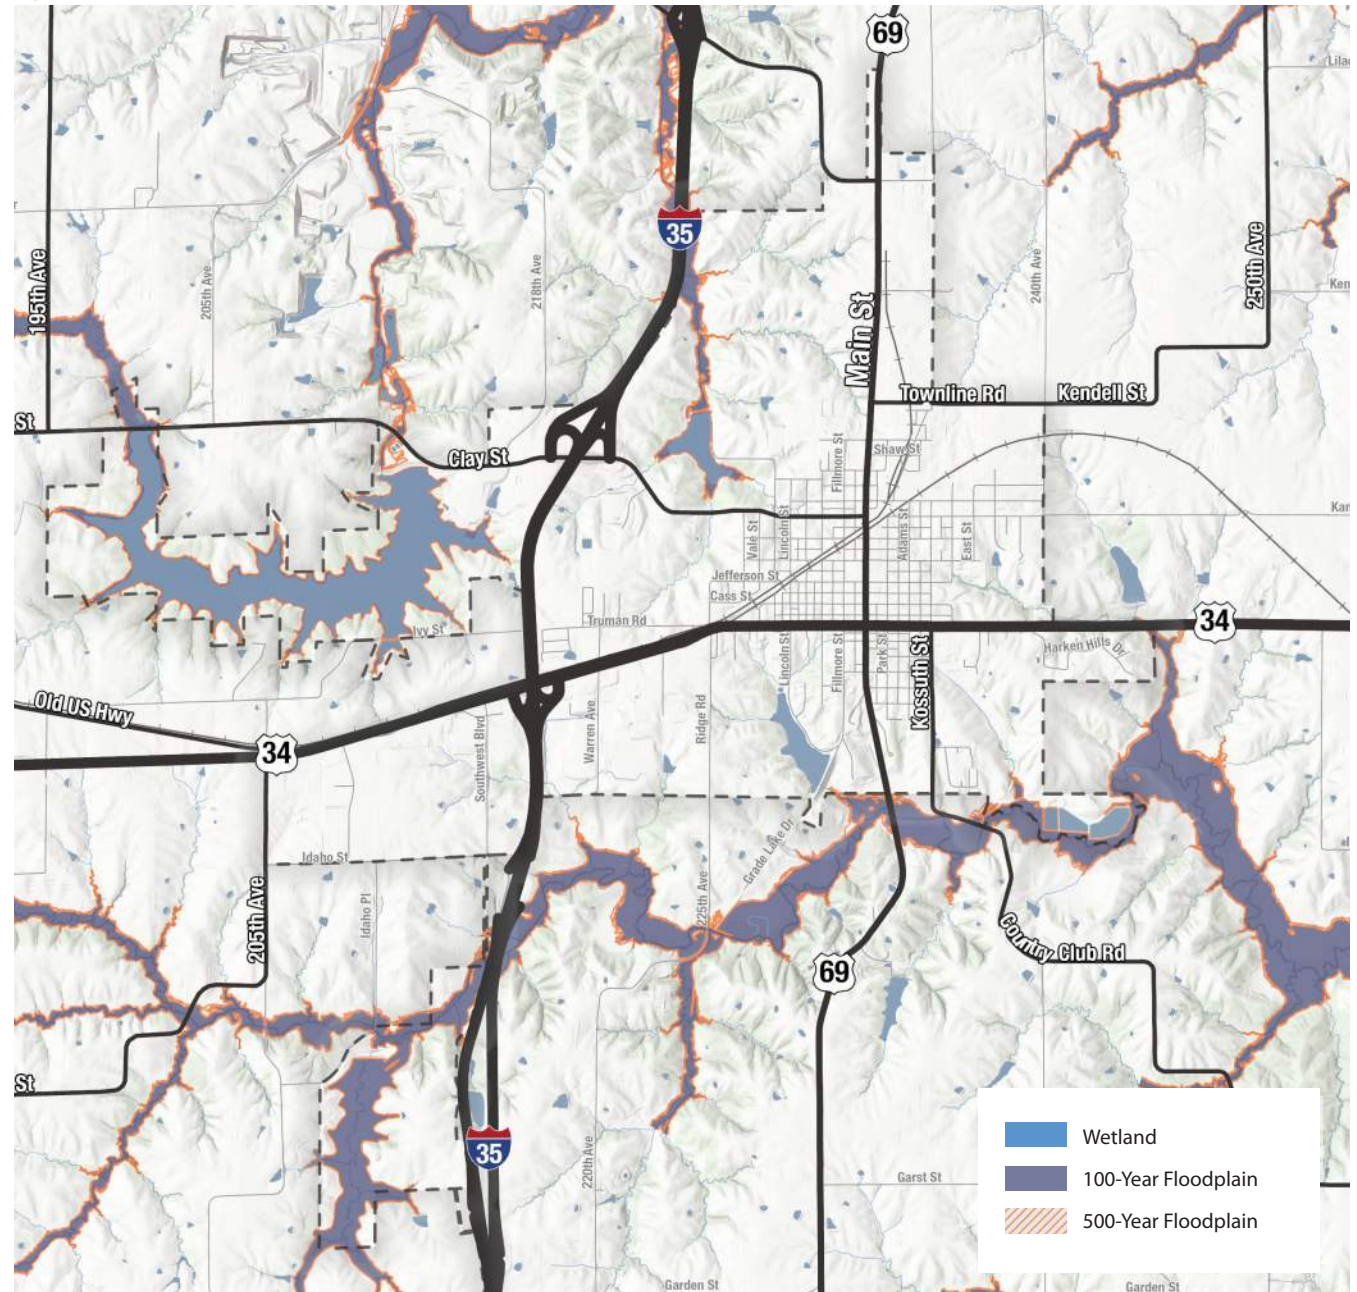 69
Lilac
35
195th Ave
205th Ave
218th Ave
240th Ave
250th Ave
Ken
Main St
Townline Rd
Kendell St
St
Clay St
Fillmore St
Shaw St
Kan
Vale St
Lincoln St
Adams St
East St
Jefferson St
Cass St
Truman Rd
Ivy St
34
Lincoln St
Fillmore St
Park St
Kossuth St
Harken Hills Dr
Old US Hwy
34
Southwest Blvd
Warren Ave
Ridge Rd
Idaho St
Grade Lake Dr
205th Ave
Idaho Pl
225th Ave
Country Club Rd
69
St
35
220th Ave
Garst St
Garden St
Garden St
Wetland
100-Year Floodplain
500-Year Floodplain